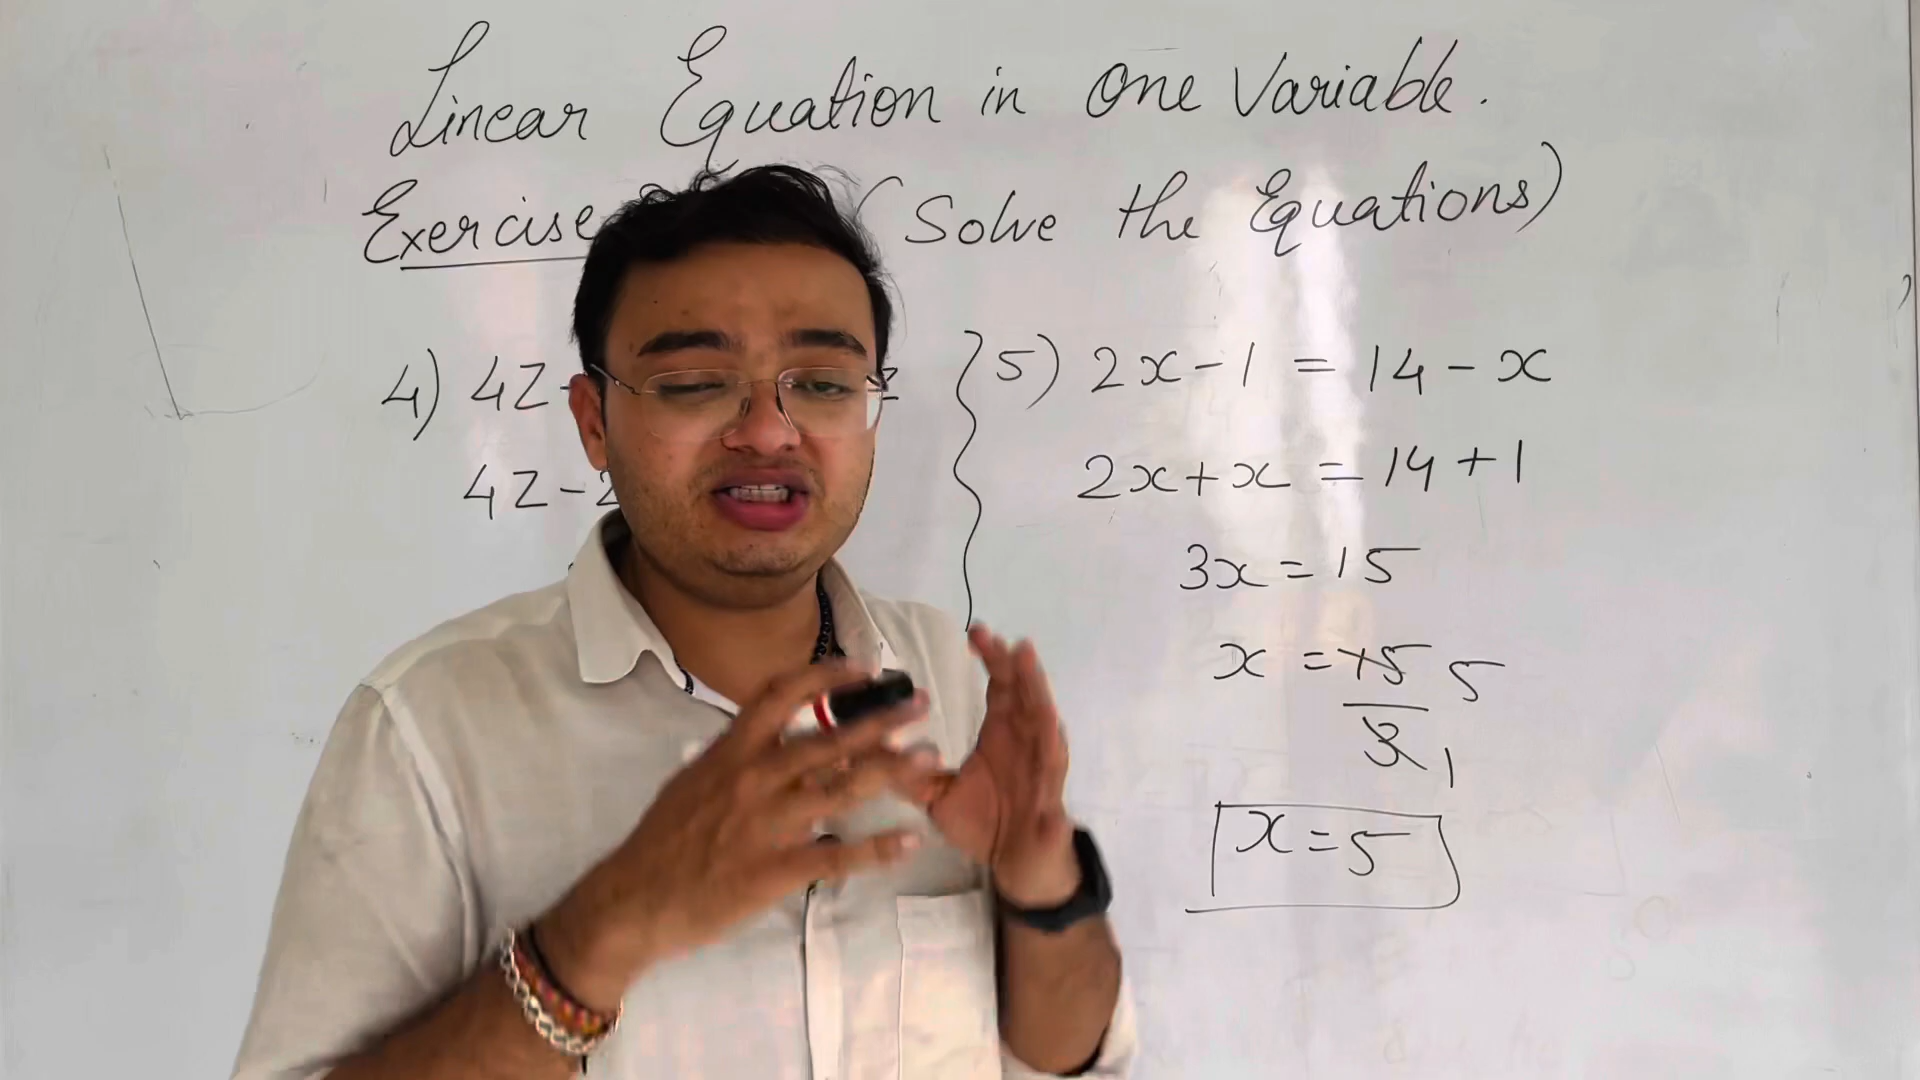 Linear Equation in One Variable.
Exercise (Solve the Equations)
4) 4Z-
4Z-2
5) 2x-1 = 14-x
2x+x = 14+1
3x = 15
x = 15/3 5 1
x = 5